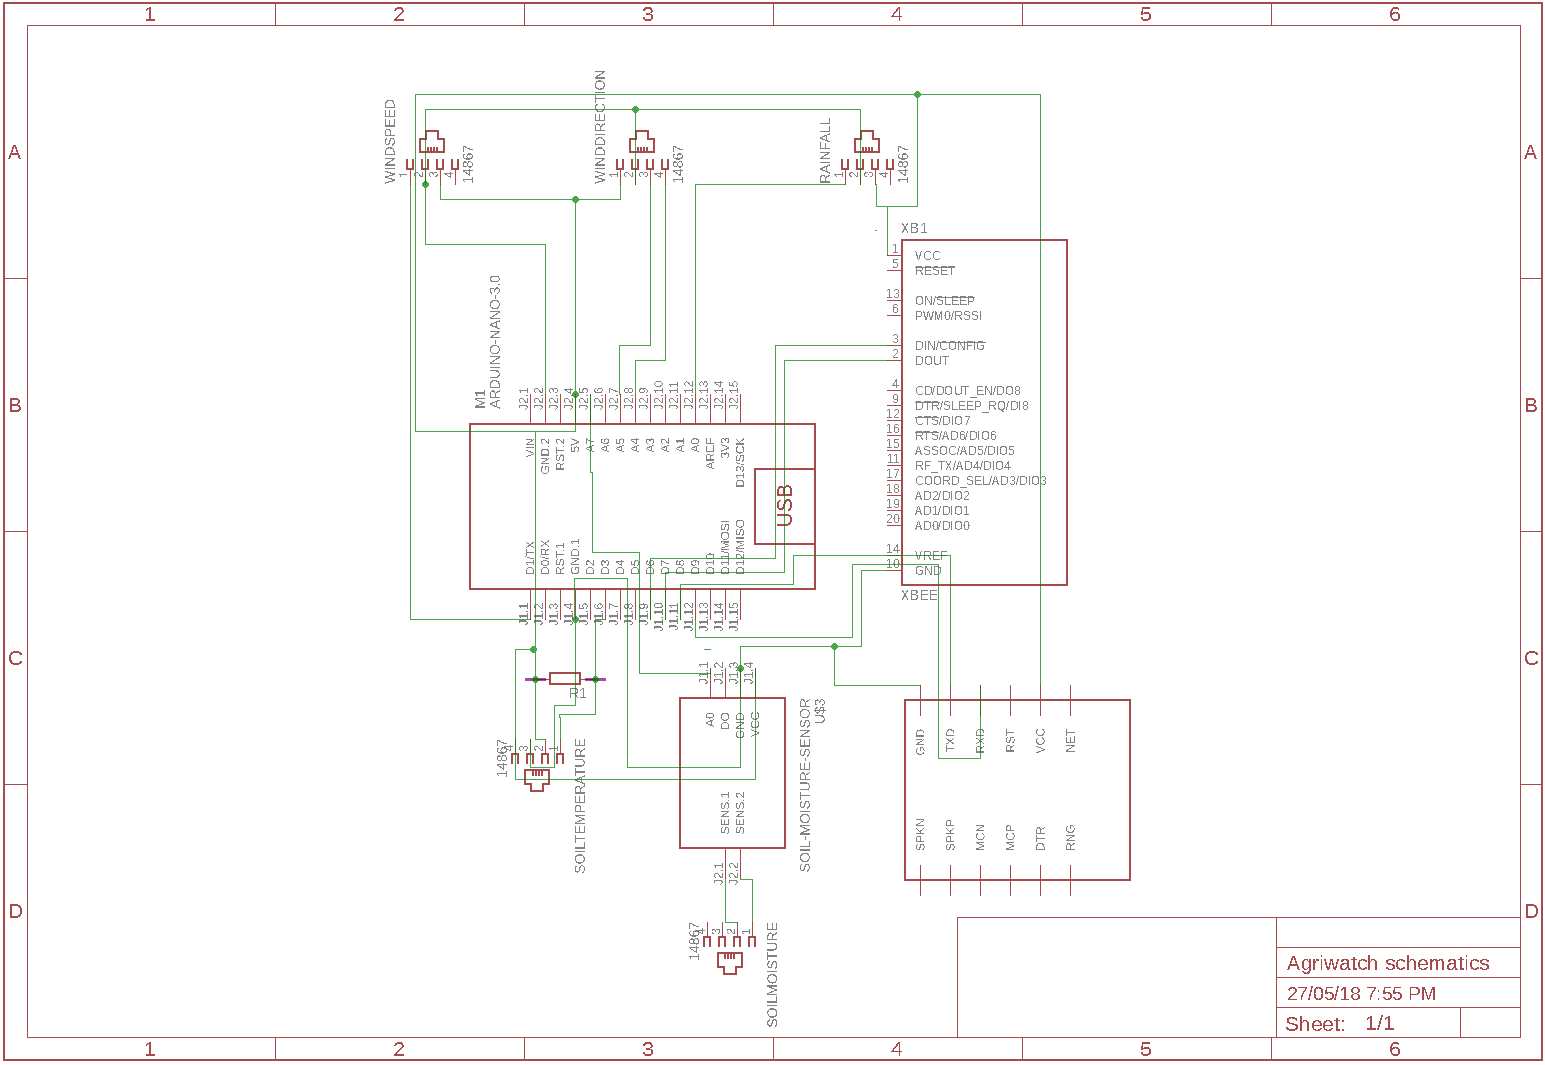 1 2 3 4 5 6
A
B
C
D
A
B
C
D
WINDSPEED
1 2 3 4
14867
WINDDIRECTION
1 2 3 4
14867
RAINFALL
1 2 3 4
14867
M1
ARDUINO-NANO-3.0
J2.1
J2.2
J2.3
J2.4
J2.5
J2.6
J2.7
J2.8
J2.9
J2.10
J2.11
J2.12
J2.13
J2.14
J2.15
VIN
GND.2
RST.2
5V
A7
A6
A5
A4
A3
A2
A1
A0
AREF
3V3
D13/SCK
USB
D1/TX
D0/RX
RST.1
GND.1
D2
D3
D4
D5
D6
D7
D8
D9
D10
D11/MOSI
D12/MISO
J1.1
J1.2
J1.3
J1.4
J1.5
J1.6
J1.7
J1.8
J1.9
J1.10
J1.11
J1.12
J1.13
J1.14
J1.15
XB1
1 VCC
5 RESET
13 ON/SLEEP
6 PWM0/RSSI
3 DIN/CONFIG
2 DOUT
4 CD/DOUT_EN/DO8
9 DTR/SLEEP_RQ/DI8
12 CTS/DIO7
16 RTS/AD6/DIO6
15 ASSOC/AD5/DIO5
11 RF_TX/AD4/DIO4
17 COORD_SEL/AD3/DIO3
18 AD2/DIO2
19 AD1/DIO1
20 AD0/DIO0
14 VREF
10 GND
XBEE
R1
14867
4 3 2 1
SOILTEMPERATURE
J1.1
J1.2
J1.3
J1.4
A0
DO
GND
VCC
SENS.1
SENS.2
J2.1
J2.2
SOIL-MOISTURE-SENSOR
U$3
14867
4 3 2 1
SOILMOISTURE
GND
TXD
RXD
RST
VCC
NET
SPKN
SPKP
MCN
MCP
DTR
RNG
Agriwatch schematics
27/05/18 7:55 PM
Sheet: 1/1
1 2 3 4 5 6